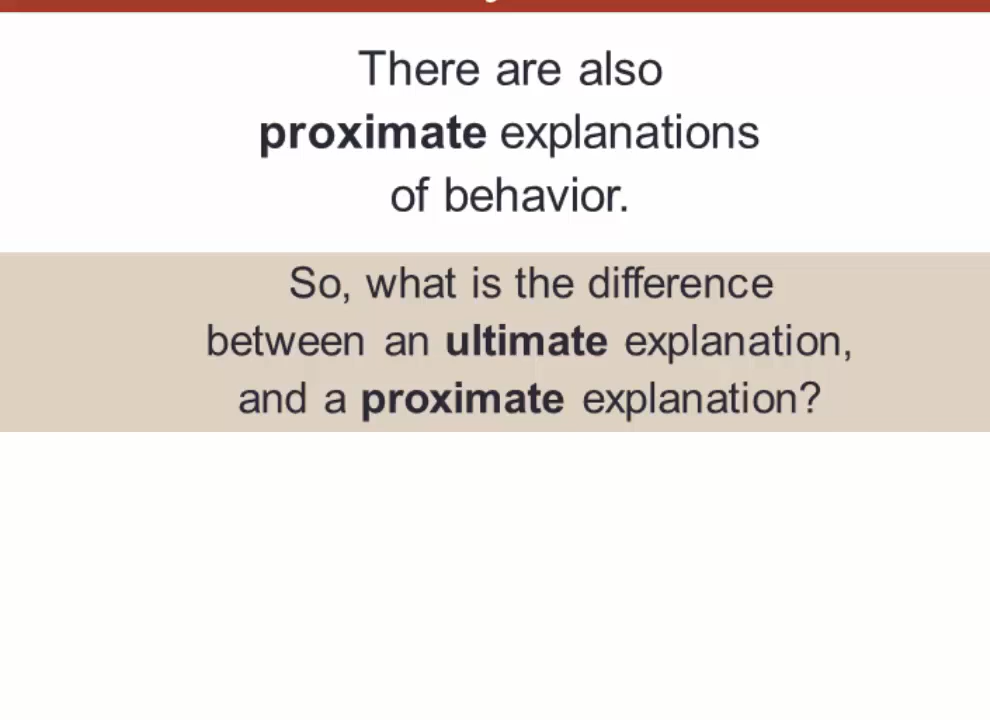 There are also
proximate explanations
of behavior.
So, what is the difference
between an ultimate explanation,
and a proximate explanation?